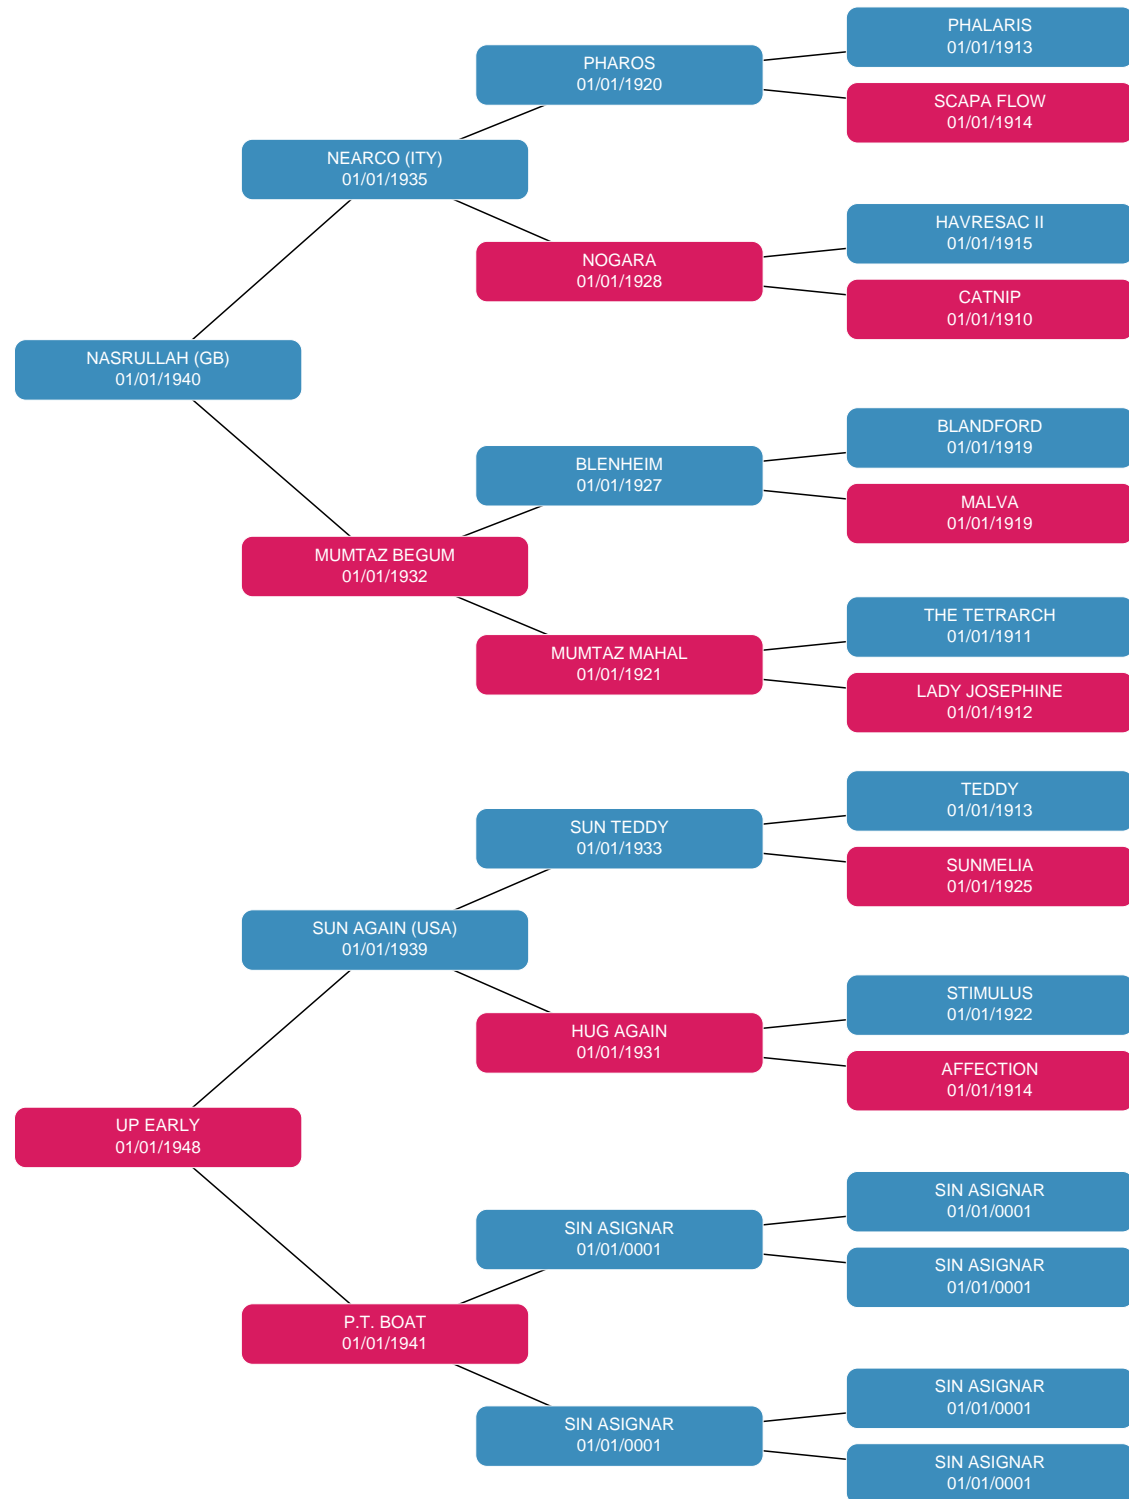 PHALARIS
01/01/1913
PHAROS
01/01/1920
SCAPA FLOW
01/01/1914
NEARCO (ITY)
01/01/1935
HAVRESAC II
01/01/1915
NOGARA
01/01/1928
CATNIP
01/01/1910
NASRULLAH (GB)
01/01/1940
BLANDFORD
01/01/1919
BLENHEIM
01/01/1927
MALVA
01/01/1919
MUMTAZ BEGUM
01/01/1932
THE TETRARCH
01/01/1911
MUMTAZ MAHAL
01/01/1921
LADY JOSEPHINE
01/01/1912
TEDDY
01/01/1913
SUN TEDDY
01/01/1933
SUNMELIA
01/01/1925
SUN AGAIN (USA)
01/01/1939
STIMULUS
01/01/1922
HUG AGAIN
01/01/1931
AFFECTION
01/01/1914
UP EARLY
01/01/1948
SIN ASIGNAR
01/01/0001
SIN ASIGNAR
01/01/0001
SIN ASIGNAR
01/01/0001
P.T. BOAT
01/01/1941
SIN ASIGNAR
01/01/0001
SIN ASIGNAR
01/01/0001
SIN ASIGNAR
01/01/0001